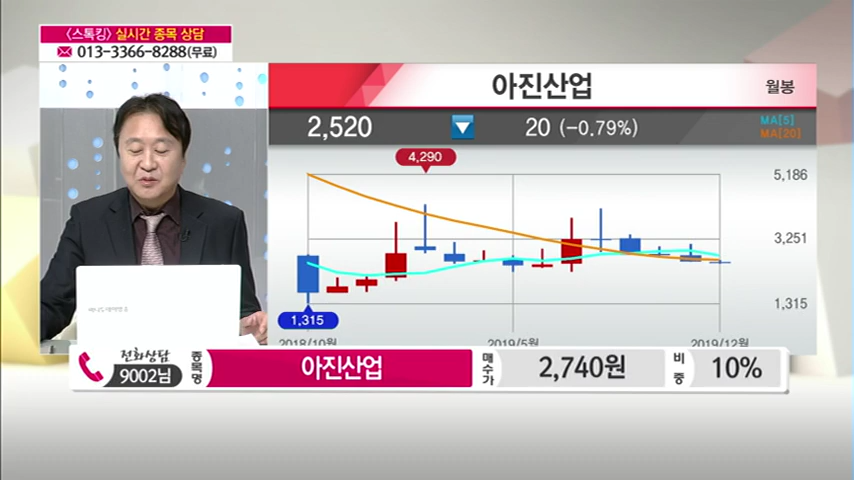 〈스톡킹〉 실시간 종목 상담
013-3366-8288(무료)
아진산업
월봉
2,520
20 (-0.79%)
MA[5]
MA[20]
4,290
5,186
3,251
1,315
1,315
2018/10월
2019/5월
2019/12월
전화상담
9002님
종목명
아진산업
매수가
2,740원
비중
10%